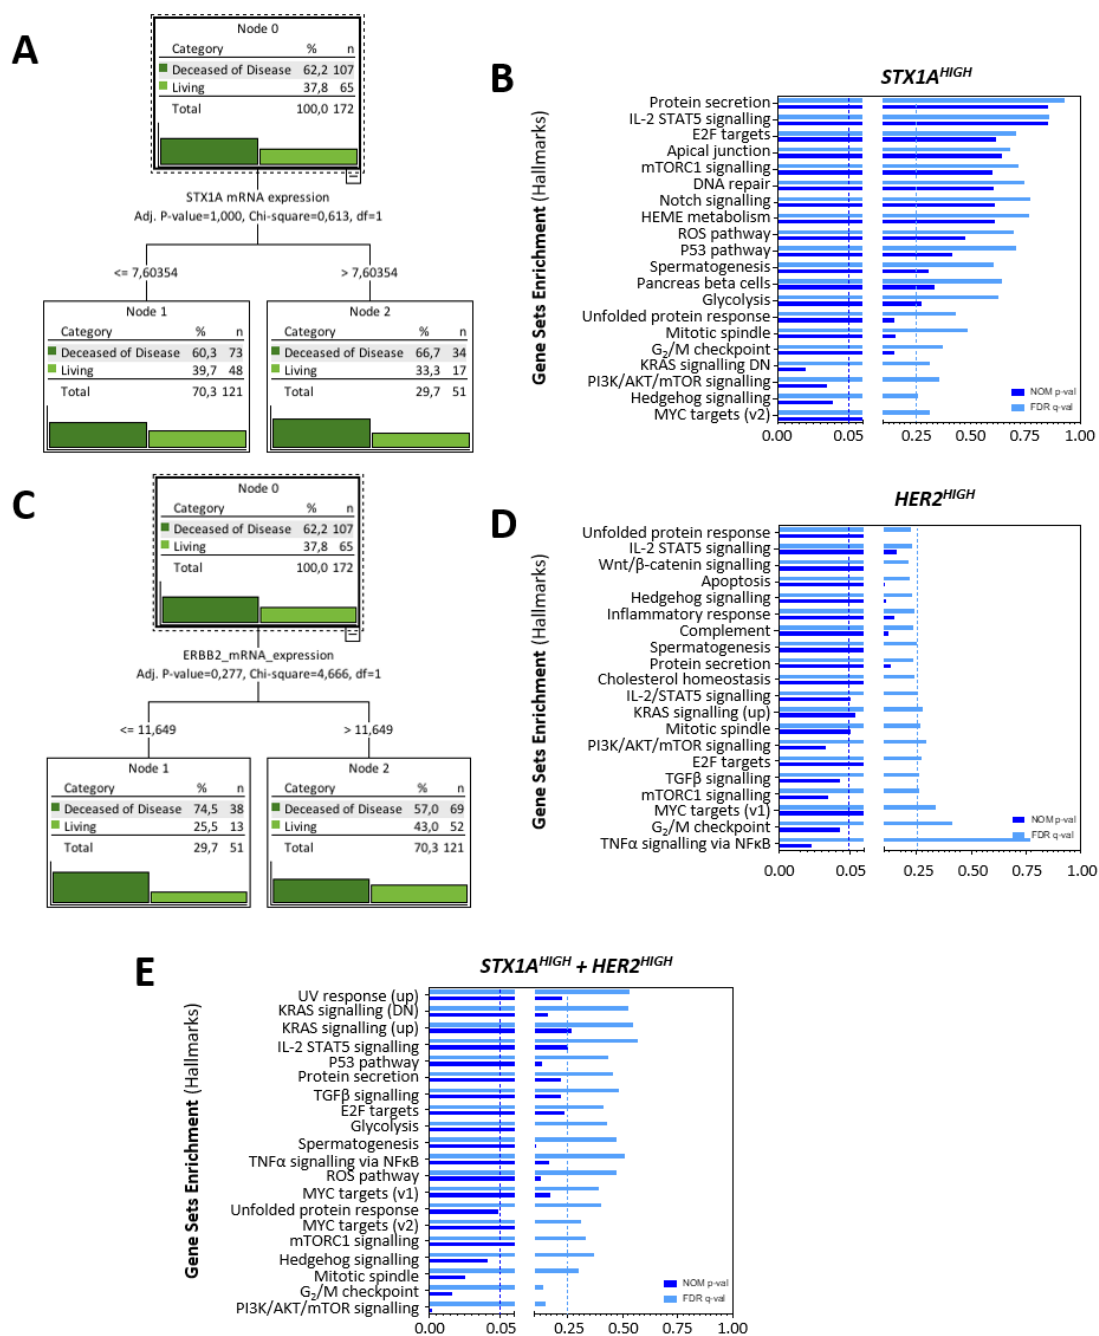 A
Node 0
Category % n
Deceased of Disease 62,2 107
Living 37,8 65
Total 100,0 172
STX1A mRNA expression
Adj. P-value=1,000, Chi-square=0,613, df=1
<= 7,60354
> 7,60354
Node 1
Category % n
Deceased of Disease 60,3 73
Living 39,7 48
Total 70,3 121
Node 2
Category % n
Deceased of Disease 66,7 34
Living 33,3 17
Total 29,7 51
B
STX1A^HIGH
Gene Sets Enrichment (Hallmarks)
Protein secretion
IL-2 STAT5 signalling
E2F targets
Apical junction
mTORC1 signalling
DNA repair
Notch signalling
HEME metabolism
ROS pathway
P53 pathway
Spermatogenesis
Pancreas beta cells
Glycolysis
Unfolded protein response
Mitotic spindle
G₂/M checkpoint
KRAS signalling DN
PI3K/AKT/mTOR signalling
Hedgehog signalling
MYC targets (v2)
NOM p-val
FDR q-val
0.00 0.05 0.25 0.50 0.75 1.00
C
Node 0
Category % n
Deceased of Disease 62,2 107
Living 37,8 65
Total 100,0 172
ERBB2_mRNA_expression
Adj. P-value=0,277, Chi-square=4,666, df=1
<= 11,649
> 11,649
Node 1
Category % n
Deceased of Disease 74,5 38
Living 25,5 13
Total 29,7 51
Node 2
Category % n
Deceased of Disease 57,0 69
Living 43,0 52
Total 70,3 121
D
HER2^HIGH
Gene Sets Enrichment (Hallmarks)
Unfolded protein response
IL-2 STAT5 signalling
Wnt/β-catenin signalling
Apoptosis
Hedgehog signalling
Inflammatory response
Complement
Spermatogenesis
Protein secretion
Cholesterol homeostasis
IL-2/STAT5 signalling
KRAS signalling (up)
Mitotic spindle
PI3K/AKT/mTOR signalling
E2F targets
TGFβ signalling
mTORC1 signalling
MYC targets (v1)
G₂/M checkpoint
TNFα signalling via NFκB
NOM p-val
FDR q-val
0.00 0.05 0.25 0.50 0.75 1.00
E
STX1A^HIGH + HER2^HIGH
Gene Sets Enrichment (Hallmarks)
UV response (up)
KRAS signalling (DN)
KRAS signalling (up)
IL-2 STAT5 signalling
P53 pathway
Protein secretion
TGFβ signalling
E2F targets
Glycolysis
Spermatogenesis
TNFα signalling via NFκB
ROS pathway
MYC targets (v1)
Unfolded protein response
MYC targets (v2)
mTORC1 signalling
Hedgehog signalling
Mitotic spindle
G₂/M checkpoint
PI3K/AKT/mTOR signalling
NOM p-val
FDR q-val
0.00 0.05 0.25 0.50 0.75 1.00